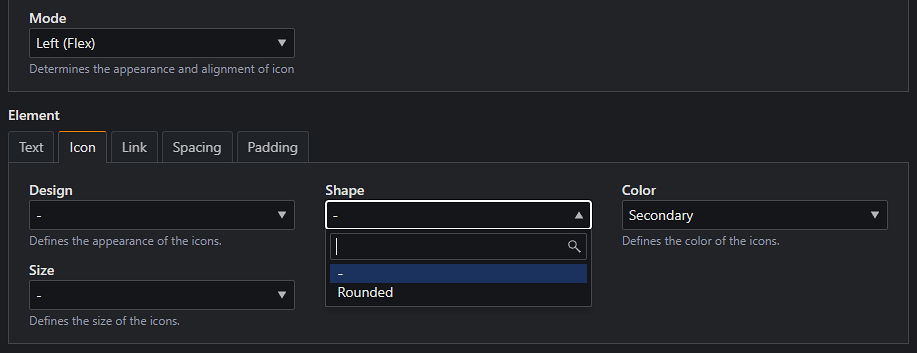 Mode
Left (Flex)
Determines the appearance and alignment of icon
Element
Text Icon Link Spacing Padding
Design Shape Color
- - Secondary
Defines the appearance of the icons. Defines the color of the icons.
-
Size
Rounded
-
Defines the size of the icons.